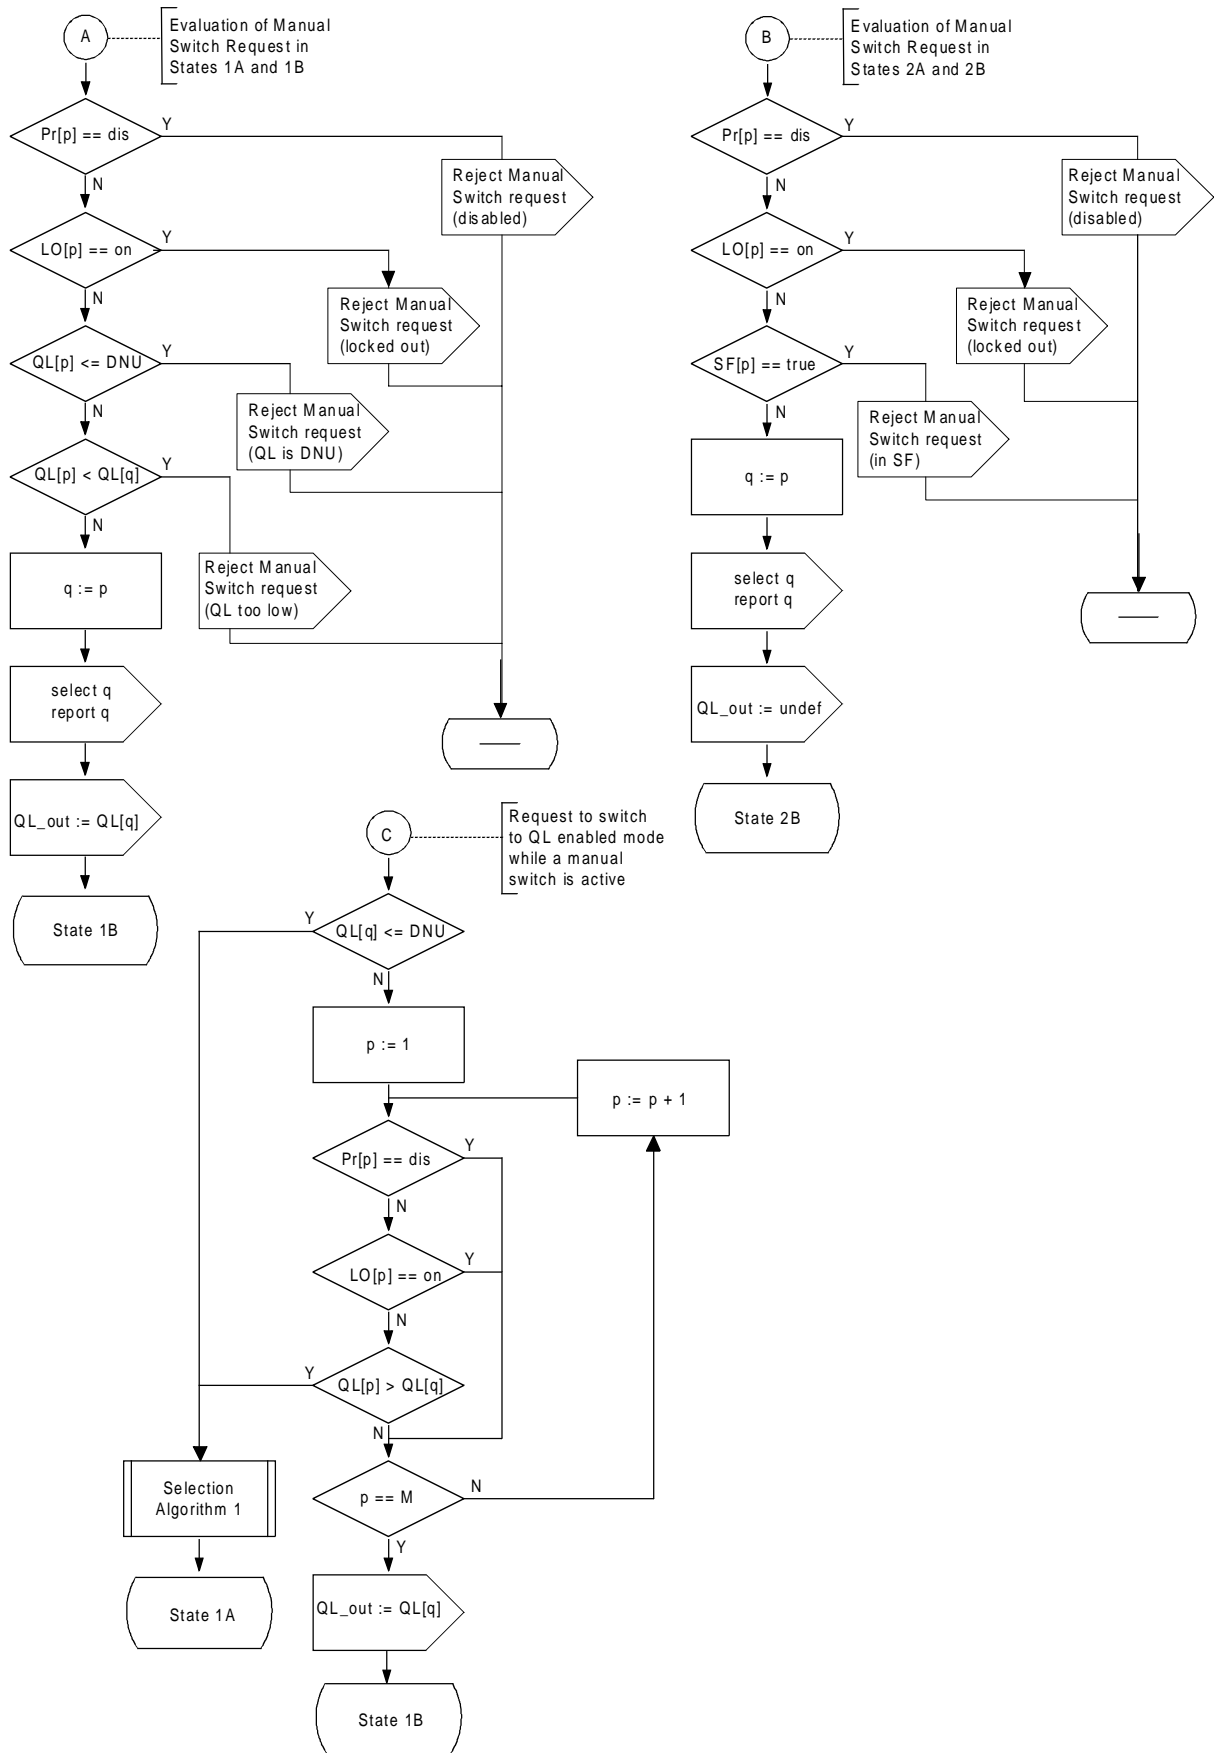 A
Evaluation of Manual
Switch Request in
States 1A and 1B
Pr[p] == dis
Y
N
Reject Manual
Switch request
(disabled)
LO[p] == on
Y
N
Reject Manual
Switch request
(locked out)
QL[p] <= DNU
Y
N
Reject Manual
Switch request
(QL is DNU)
QL[p] < QL[q]
Y
N
Reject Manual
Switch request
(QL too low)
q := p
select q
report q
QL_out := QL[q]
State 1B
B
Evaluation of Manual
Switch Request in
States 2A and 2B
Pr[p] == dis
Y
N
Reject Manual
Switch request
(disabled)
LO[p] == on
Y
N
Reject Manual
Switch request
(locked out)
SF[p] == true
Y
N
Reject Manual
Switch request
(in SF)
q := p
select q
report q
QL_out := undef
State 2B
C
Request to switch
to QL enabled mode
while a manual
switch is active
QL[q] <= DNU
Y
N
p := 1
p := p + 1
Pr[p] == dis
Y
N
LO[p] == on
Y
N
QL[p] > QL[q]
Y
N
p == M
N
Y
Selection
Algorithm 1
State 1A
QL_out := QL[q]
State 1B